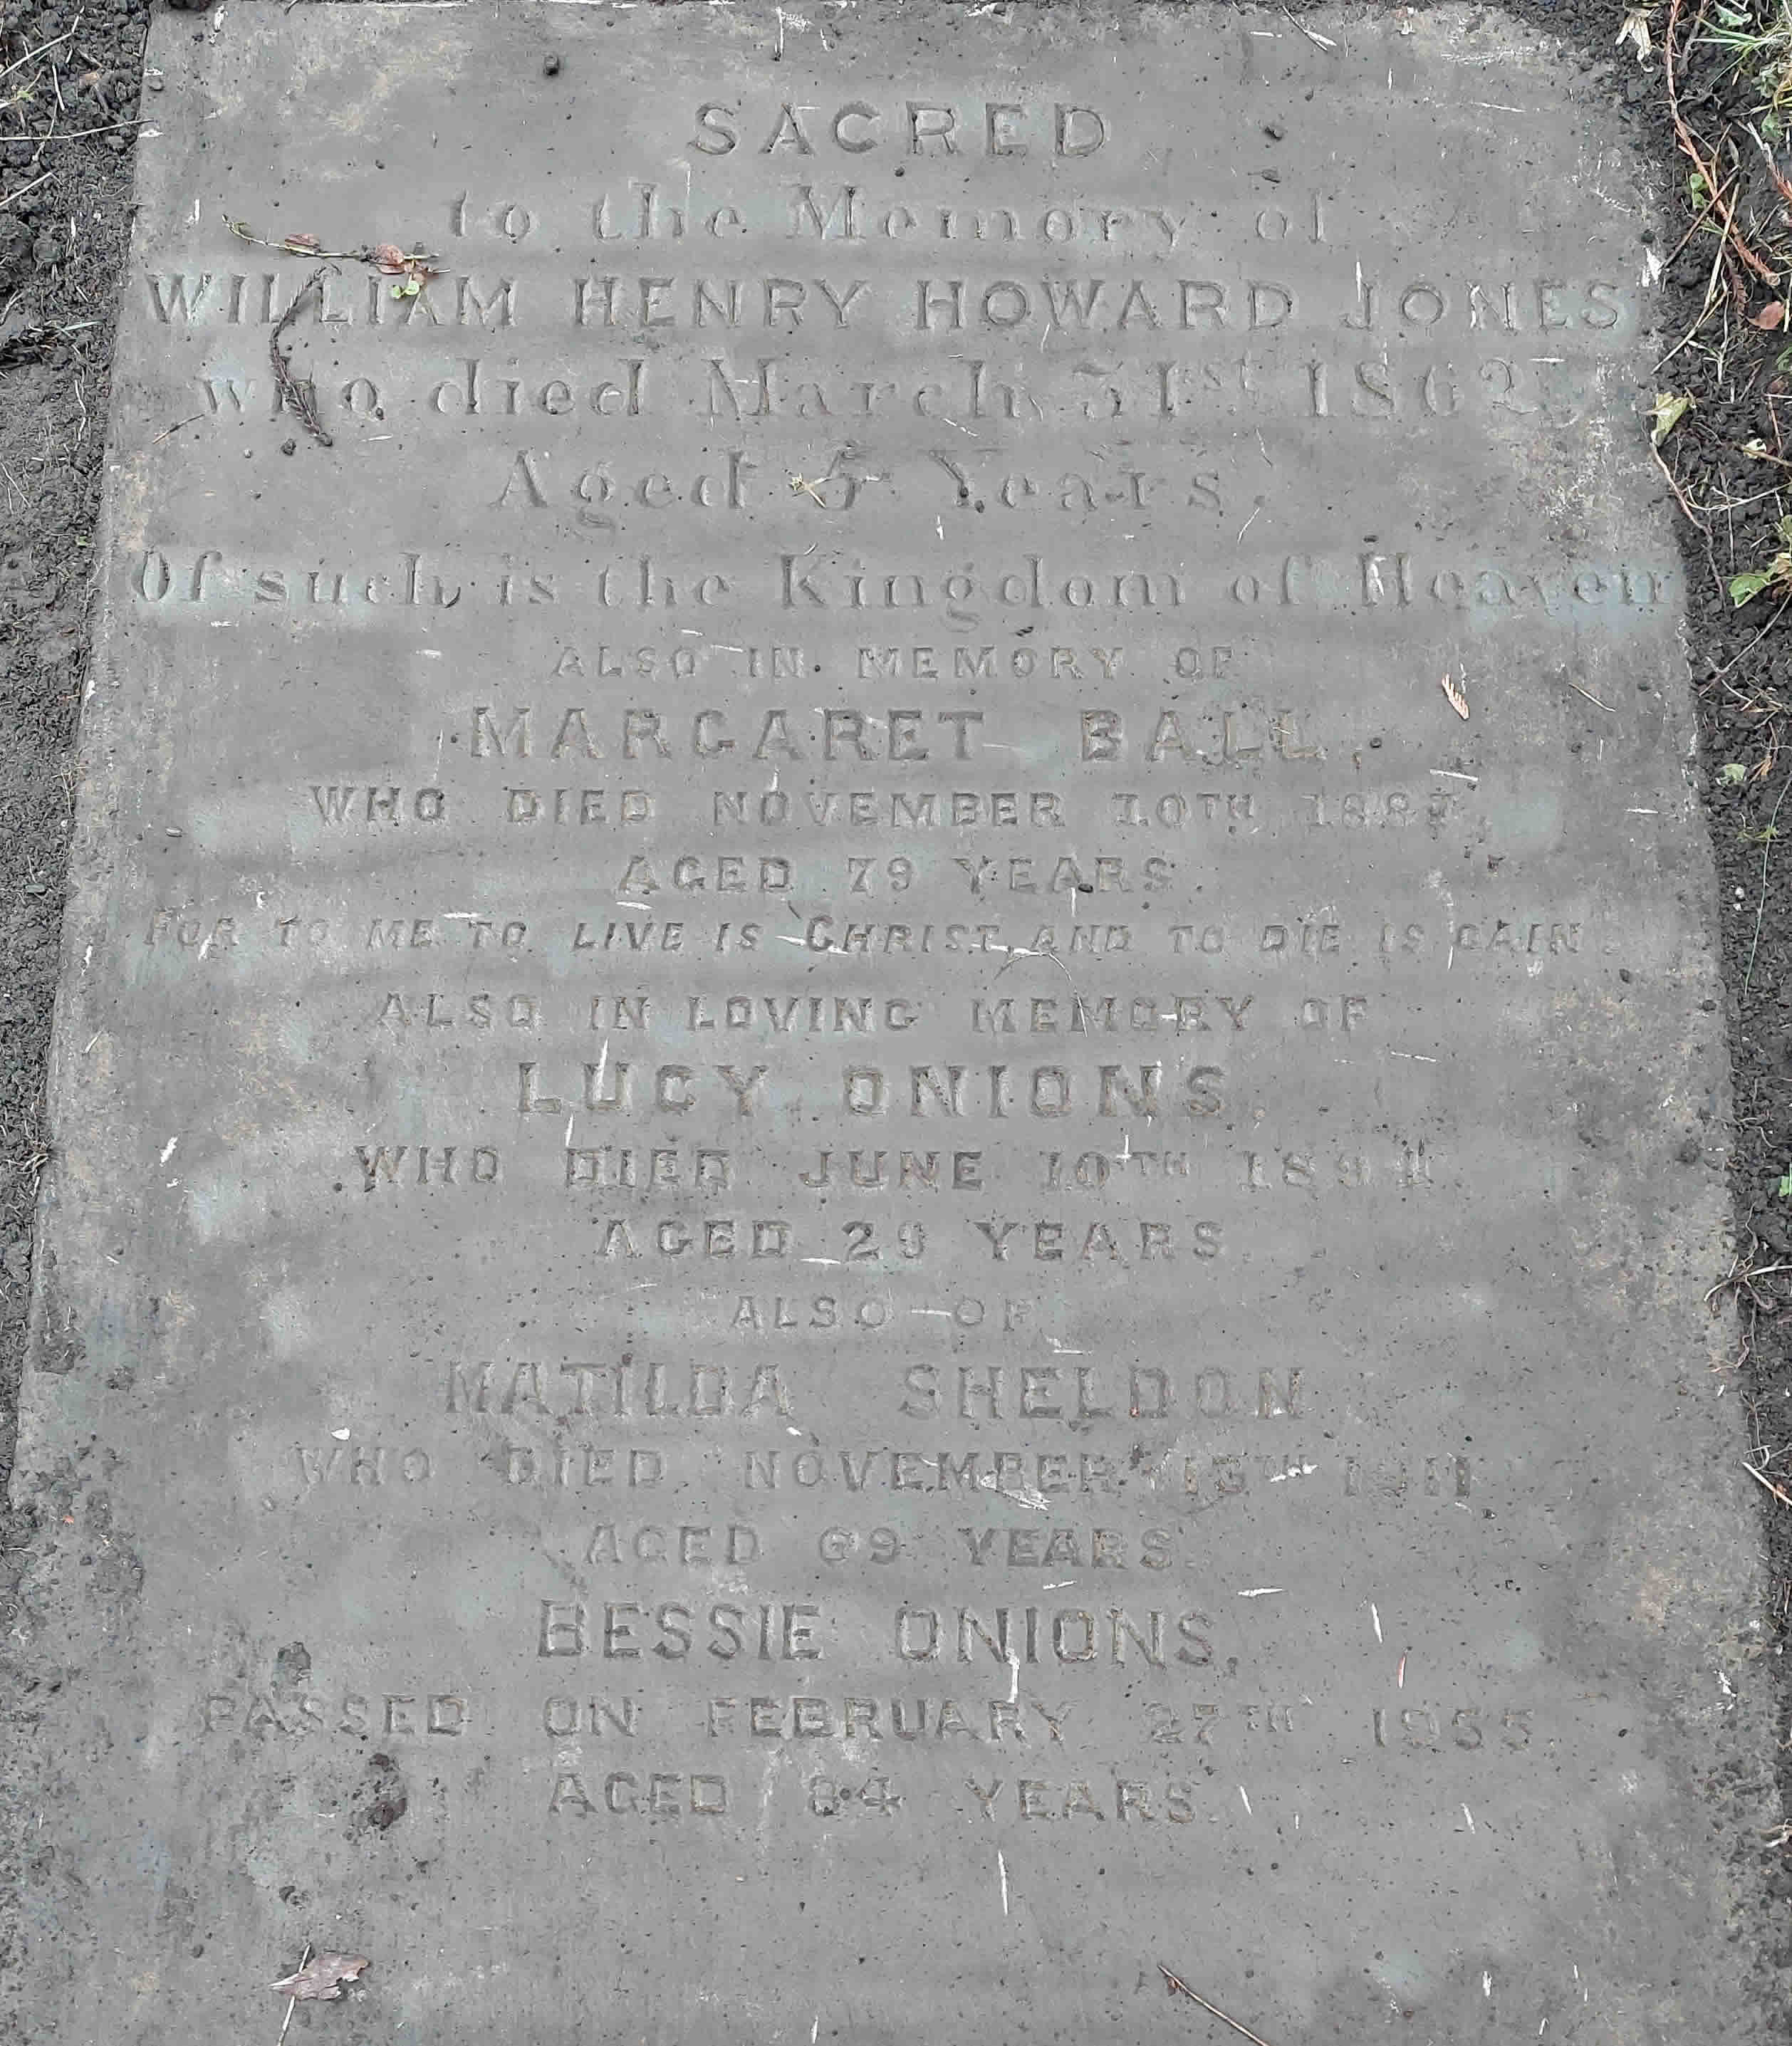 SACRED
to the Memory of
WILLIAM HENRY HOWARD JONES
who died March 31st 1862
Aged 5 Years.
Of such is the Kingdom of Heaven
ALSO IN MEMORY OF
MARGARET BALL,
WHO DIED NOVEMBER 10TH
AGED 79 YEARS.
FOR TO ME TO LIVE IS CHRIST, AND TO DIE IS GAIN.
ALSO IN LOVING MEMORY OF
LUCY ONIONS.
WHO DIED JUNE 10TH
AGED 29 YEARS.
ALSO OF
MATILDA SHELDON
WHO DIED NOVEMBER 13TH 1911
AGED 69 YEARS.
BESSIE ONIONS,
PASSED ON FEBRUARY 27TH 1955
AGED 84 YEARS.